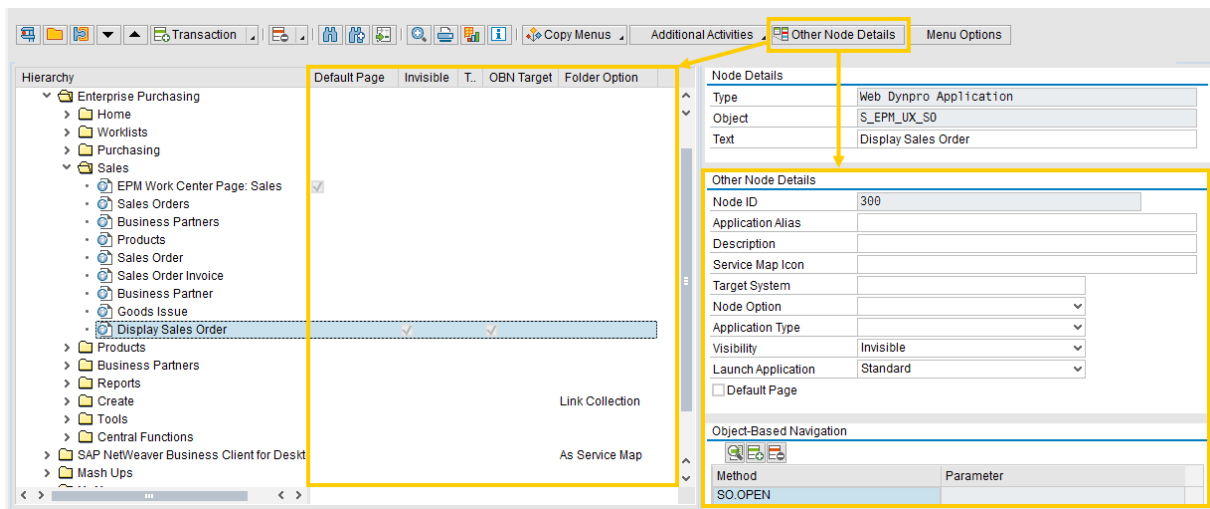 Transaction Copy Menus Additional Activities Other Node Details Menu Options
Hierarchy Default Page Invisible T.. OBN Target Folder Option
Enterprise Purchasing
Home
Worklists
Purchasing
Sales
EPM Work Center Page: Sales
Sales Orders
Business Partners
Products
Sales Order
Sales Order Invoice
Business Partner
Goods Issue
Display Sales Order
Products
Business Partners
Reports
Create Link Collection
Tools
Central Functions
SAP NetWeaver Business Client for Deskt As Service Map
Mash Ups
Node Details
Type Web Dynpro Application
Object S_EPM_UX_SO
Text Display Sales Order
Other Node Details
Node ID 300
Application Alias
Description
Service Map Icon
Target System
Node Option
Application Type
Visibility Invisible
Launch Application Standard
Default Page
Object-Based Navigation
Method Parameter
SO.OPEN